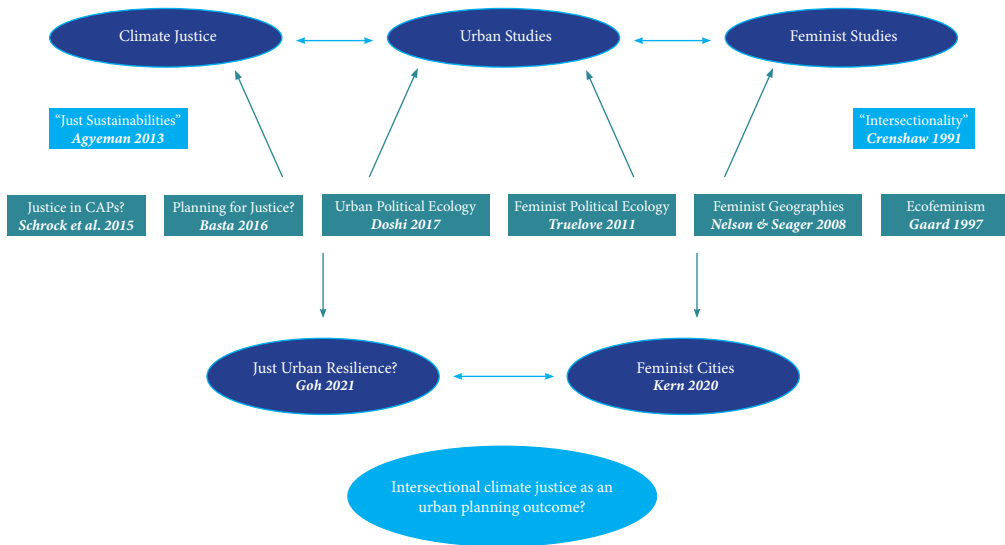 Climate Justice
Urban Studies
Feminist Studies
“Just Sustainabilities”
Agyeman 2013
“Intersectionality”
Crenshaw 1991
Justice in CAPs?
Schrock et al. 2015
Planning for Justice?
Basta 2016
Urban Political Ecology
Doshi 2017
Feminist Political Ecology
Truelove 2011
Feminist Geographies
Nelson & Seager 2008
Ecofeminism
Gaard 1997
Just Urban Resilience?
Goh 2021
Feminist Cities
Kern 2020
Intersectional climate justice as an
urban planning outcome?